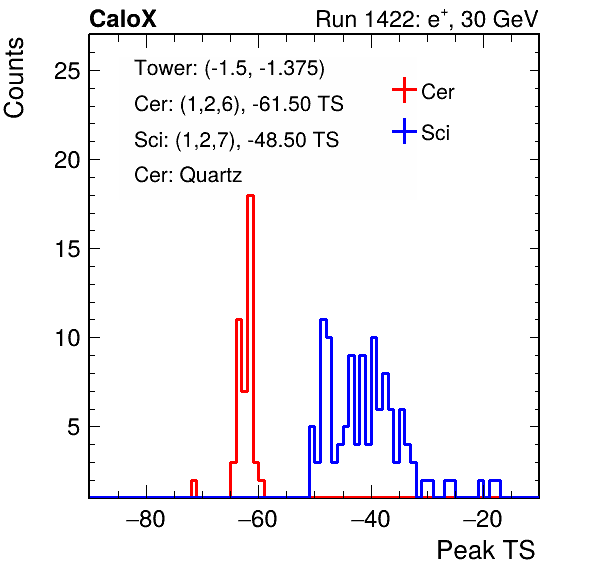 CaloX Run 1422: e⁺, 30 GeV
Counts
Tower: (-1.5, -1.375)
Cer: (1,2,6), -61.50 TS
Sci: (1,2,7), -48.50 TS
Cer: Quartz
Cer
Sci
25
20
15
10
5
−80 −60 −40 −20
Peak TS